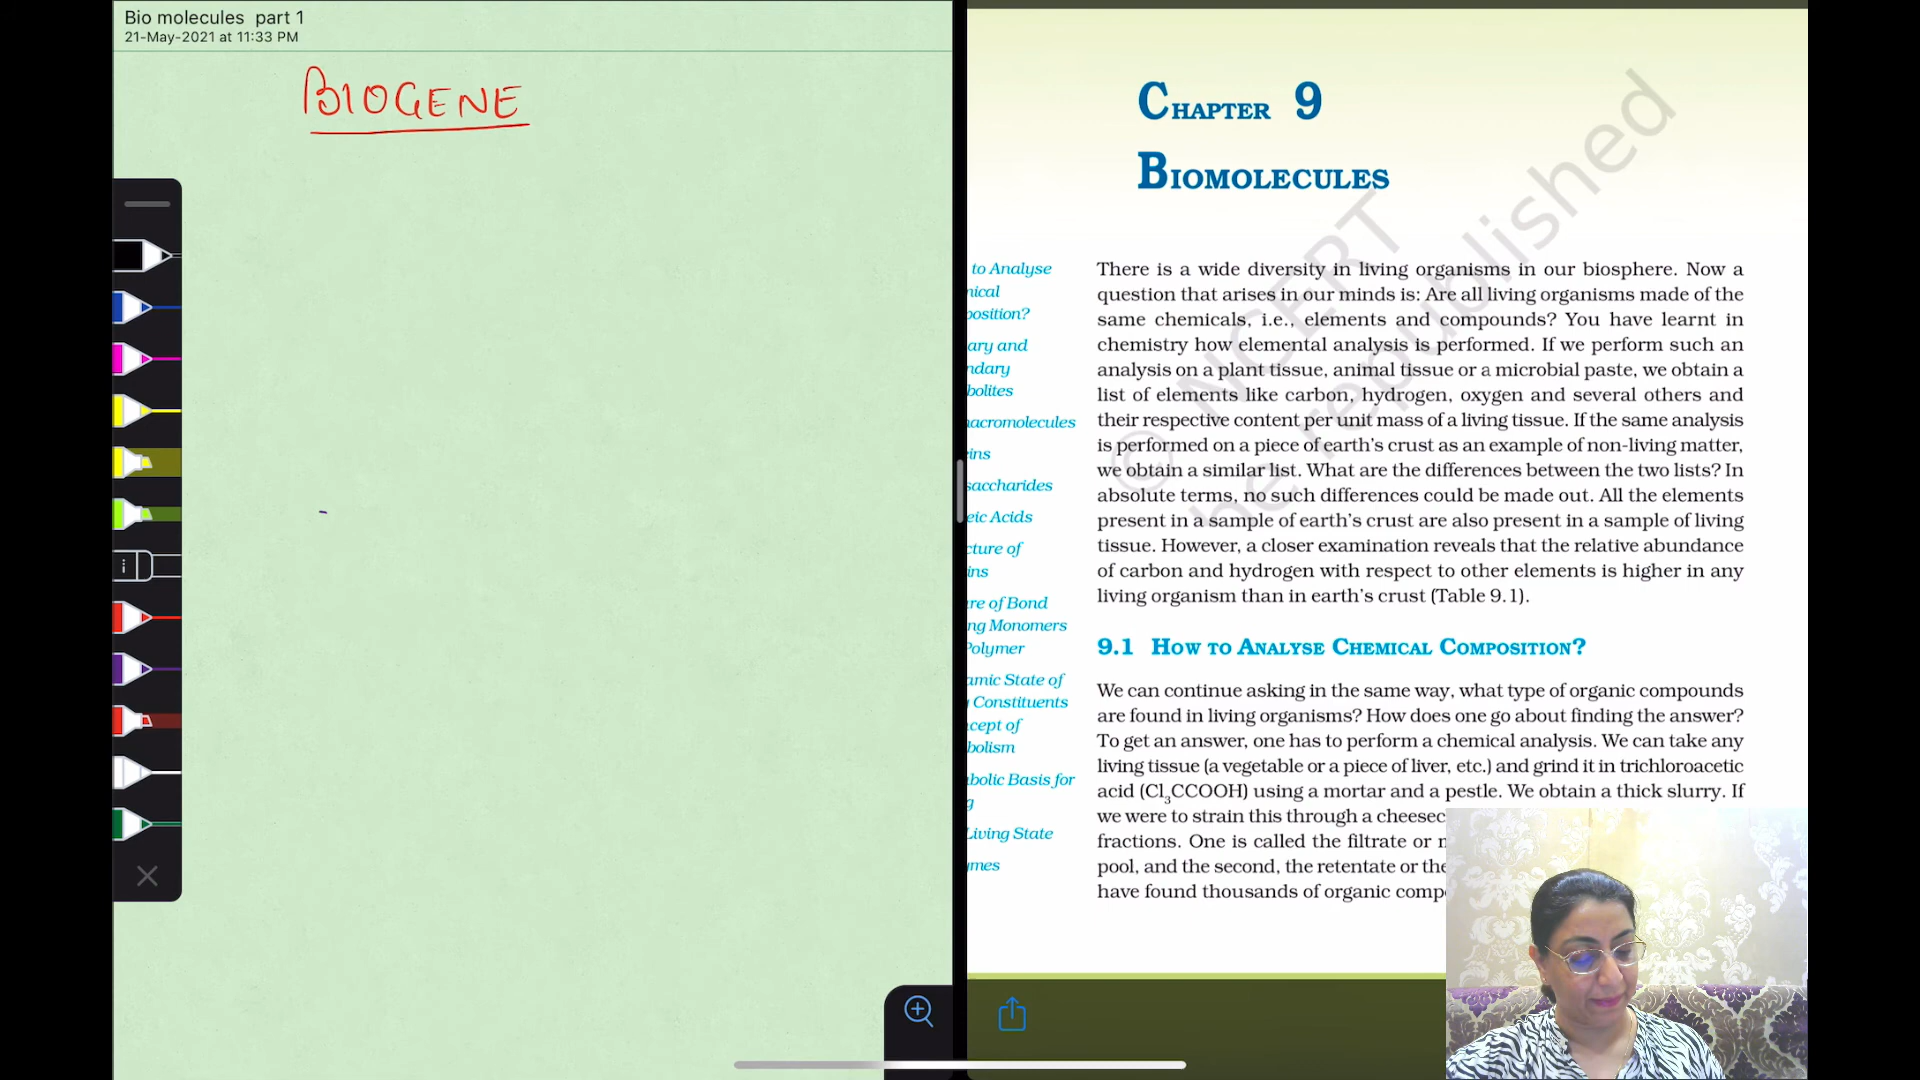 Bio molecules part 1
21-May-2021 at 11:33 PM
BIOGENE
CHAPTER 9
BIOMOLECULES
to Analyse
nical
position?
ary and
ndary
bolites
acromolecules
ins
saccharides
eic Acids
cture of
ins
re of Bond
ng Monomers
Polymer
amic State of
Constituents
cept of
bolism
abolic Basis for
g
Living State
mes
There is a wide diversity in living organisms in our biosphere. Now a
question that arises in our minds is: Are all living organisms made of the
same chemicals, i.e., elements and compounds? You have learnt in
chemistry how elemental analysis is performed. If we perform such an
analysis on a plant tissue, animal tissue or a microbial paste, we obtain a
list of elements like carbon, hydrogen, oxygen and several others and
their respective content per unit mass of a living tissue. If the same analysis
is performed on a piece of earth's crust as an example of non-living matter,
we obtain a similar list. What are the differences between the two lists? In
absolute terms, no such differences could be made out. All the elements
present in a sample of earth's crust are also present in a sample of living
tissue. However, a closer examination reveals that the relative abundance
of carbon and hydrogen with respect to other elements is higher in any
living organism than in earth's crust (Table 9.1).
9.1 HOW TO ANALYSE CHEMICAL COMPOSITION?
We can continue asking in the same way, what type of organic compounds
are found in living organisms? How does one go about finding the answer?
To get an answer, one has to perform a chemical analysis. We can take any
living tissue (a vegetable or a piece of liver, etc.) and grind it in trichloroacetic
acid (Cl₃CCOOH) using a mortar and a pestle. We obtain a thick slurry. If
we were to strain this through a cheesec
fractions. One is called the filtrate or
pool, and the second, the retentate or the
have found thousands of organic comp
© NCERT
be republished